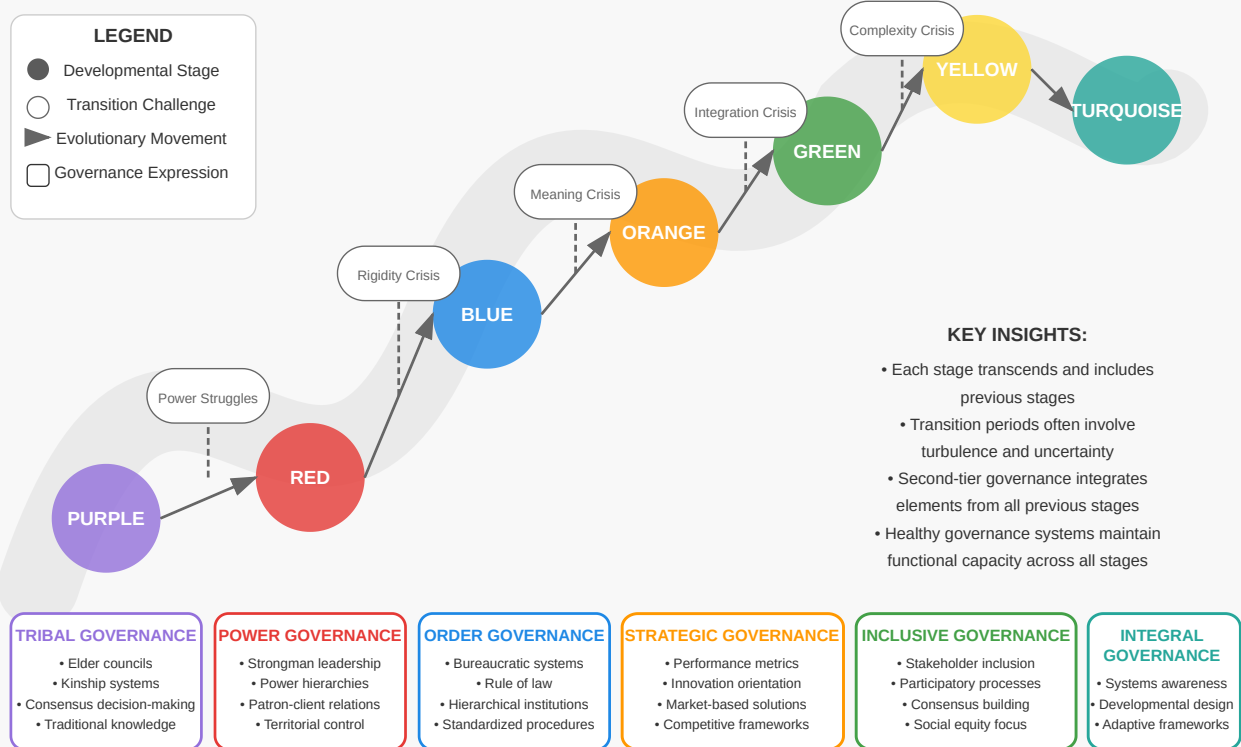 LEGEND
Developmental Stage
Transition Challenge
Evolutionary Movement
Governance Expression
Complexity Crisis
YELLOW
TURQUOISE
Integration Crisis
GREEN
Meaning Crisis
ORANGE
Rigidity Crisis
BLUE
Power Struggles
RED
PURPLE
KEY INSIGHTS:
• Each stage transcends and includes
previous stages
• Transition periods often involve
turbulence and uncertainty
• Second-tier governance integrates
elements from all previous stages
• Healthy governance systems maintain
functional capacity across all stages
TRIBAL GOVERNANCE
• Elder councils
• Kinship systems
• Consensus decision-making
• Traditional knowledge
POWER GOVERNANCE
• Strongman leadership
• Power hierarchies
• Patron-client relations
• Territorial control
ORDER GOVERNANCE
• Bureaucratic systems
• Rule of law
• Hierarchical institutions
• Standardized procedures
STRATEGIC GOVERNANCE
• Performance metrics
• Innovation orientation
• Market-based solutions
• Competitive frameworks
INCLUSIVE GOVERNANCE
• Stakeholder inclusion
• Participatory processes
• Consensus building
• Social equity focus
INTEGRAL
GOVERNANCE
• Systems awareness
• Developmental design
• Adaptive frameworks